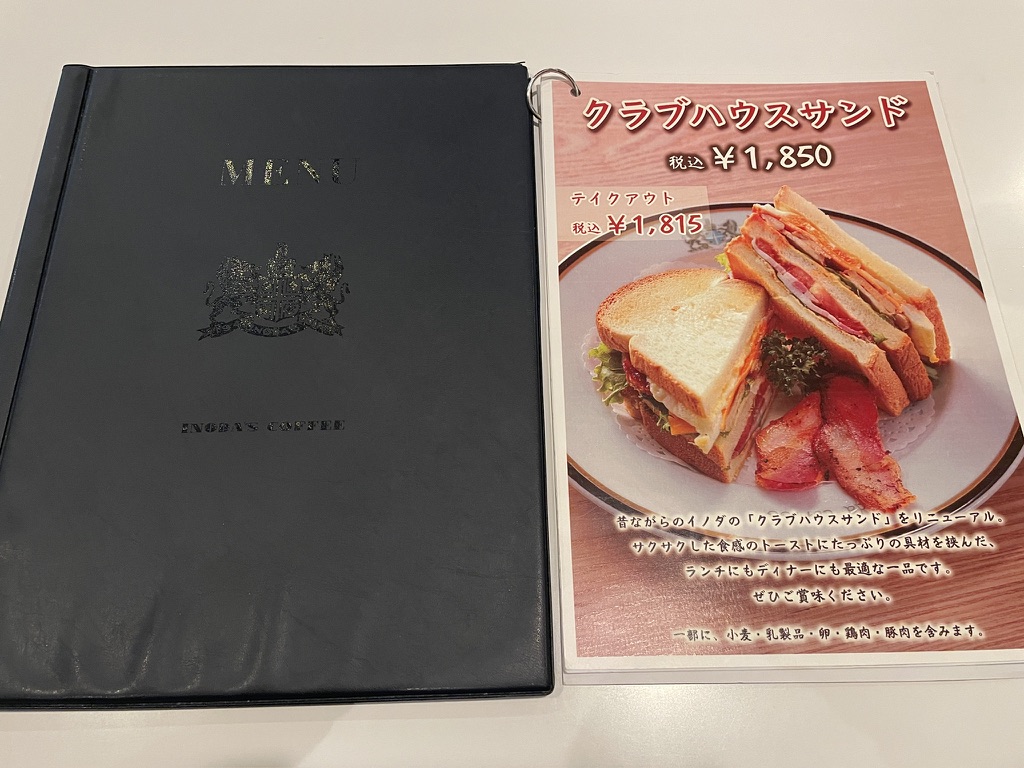 MENU
INODA'S COFFEE
クラブハウスサンド
税込 ¥1,850
テイクアウト
税込 ¥1,815
昔ながらのイノダの「クラブハウスサンド」をリニューアル。
サクサクした食感のトーストにたっぷりの具材を挟んだ、
ランチにもディナーにも最適な一品です。
ぜひご賞味ください。
一部に、小麦・乳製品・卵・鶏肉・豚肉を含みます。